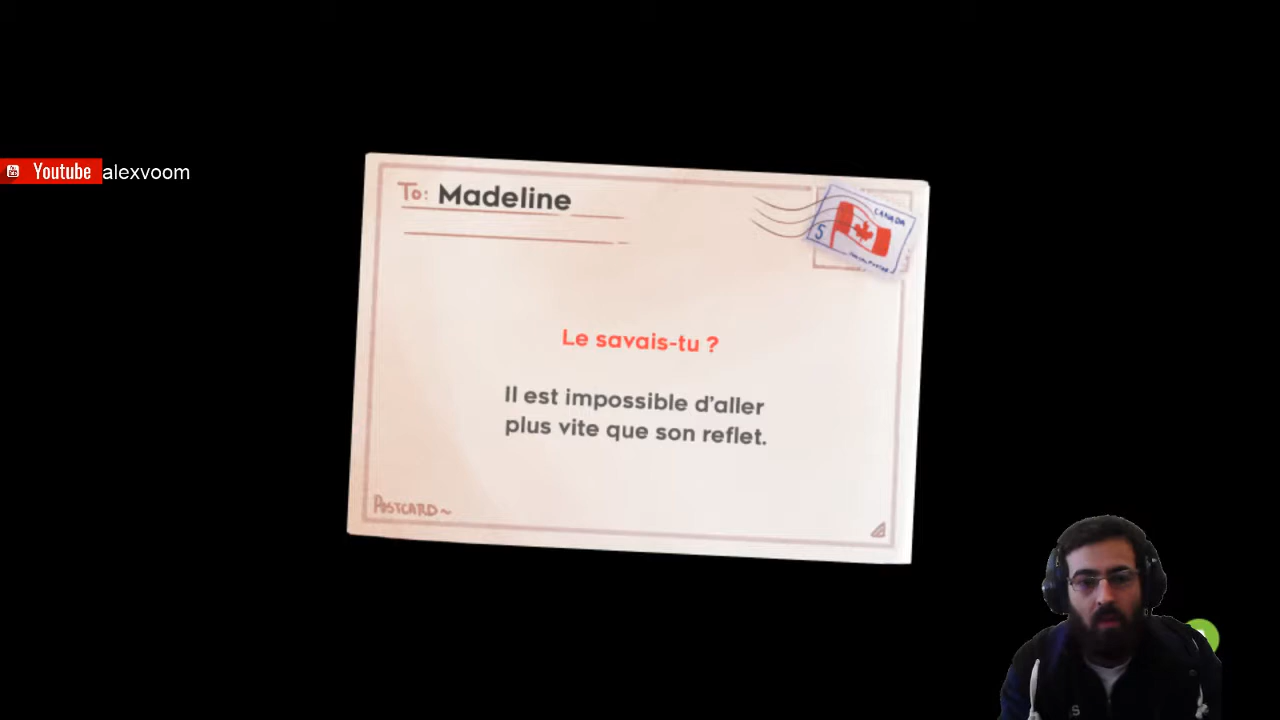 Youtube alexvoom
To: Madeline
CANADA
5
Le savais-tu ?
Il est impossible d'aller
plus vite que son reflet.
POSTCARD~